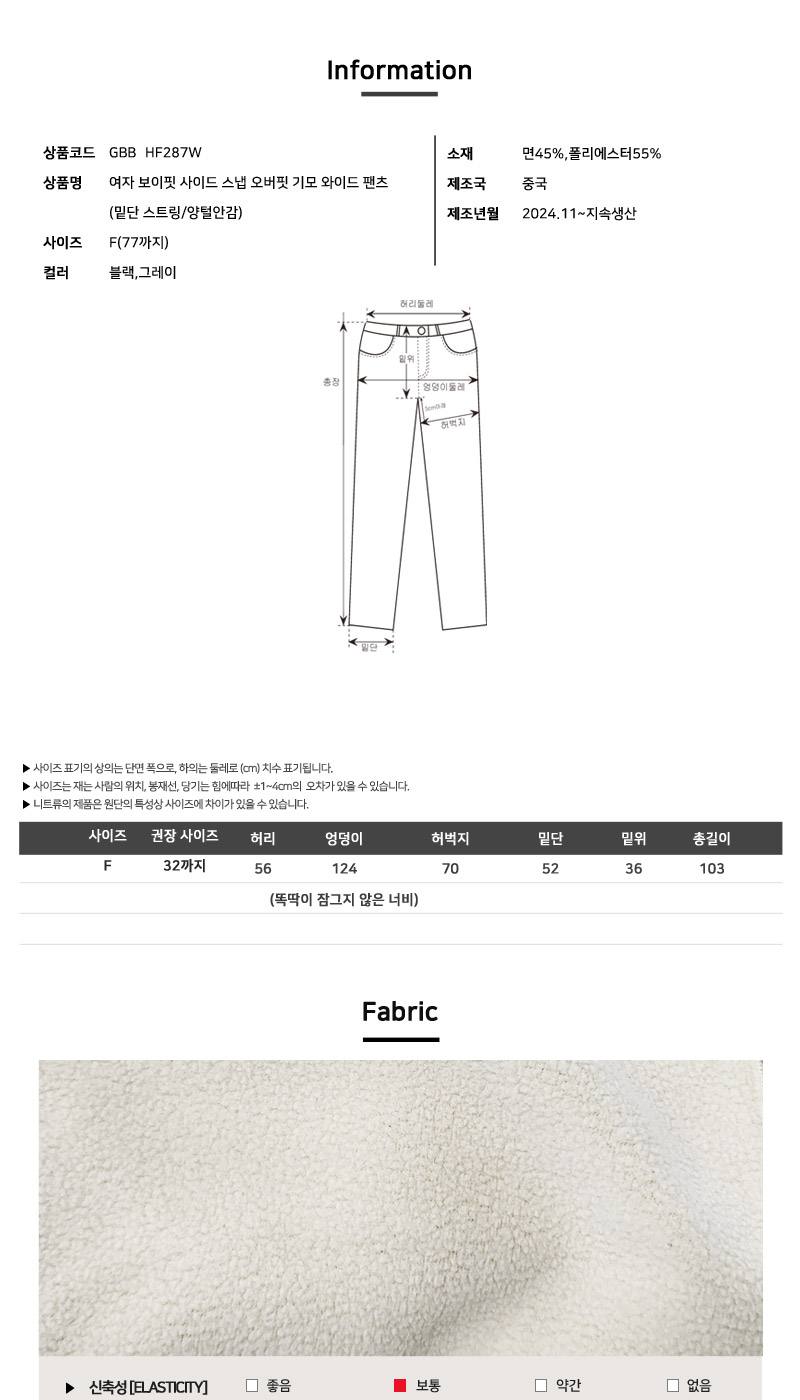 Information
상품코드 GBB HF287W
상품명 여자 보이핏 사이드 스냅 오버핏 기모 와이드 팬츠
(밑단 스트링/양털안감)
사이즈 F(77까지)
컬러 블랙,그레이
소재 면45%,폴리에스터55%
제조국 중국
제조년월 2024.11~지속생산
허리둘레
밑위
총장
엉덩이둘레
5cm아래
허벅지
밑단
▶ 사이즈 표기의 상의는 단면 폭으로, 하의는 둘레로 (cm) 치수 표기됩니다.
▶ 사이즈는 재는 사람의 위치, 봉재선, 당기는 힘에따라 ±1~4cm의 오차가 있을 수 있습니다.
▶ 니트류의 제품은 원단의 특성상 사이즈에 차이가 있을 수 있습니다.
사이즈 권장 사이즈 허리 엉덩이 허벅지 밑단 밑위 총길이
F 32까지 56 124 70 52 36 103
(똑딱이 잠그지 않은 너비)
Fabric
▶ 신축성 [ELASTICITY] 좋음 보통 약간 없음